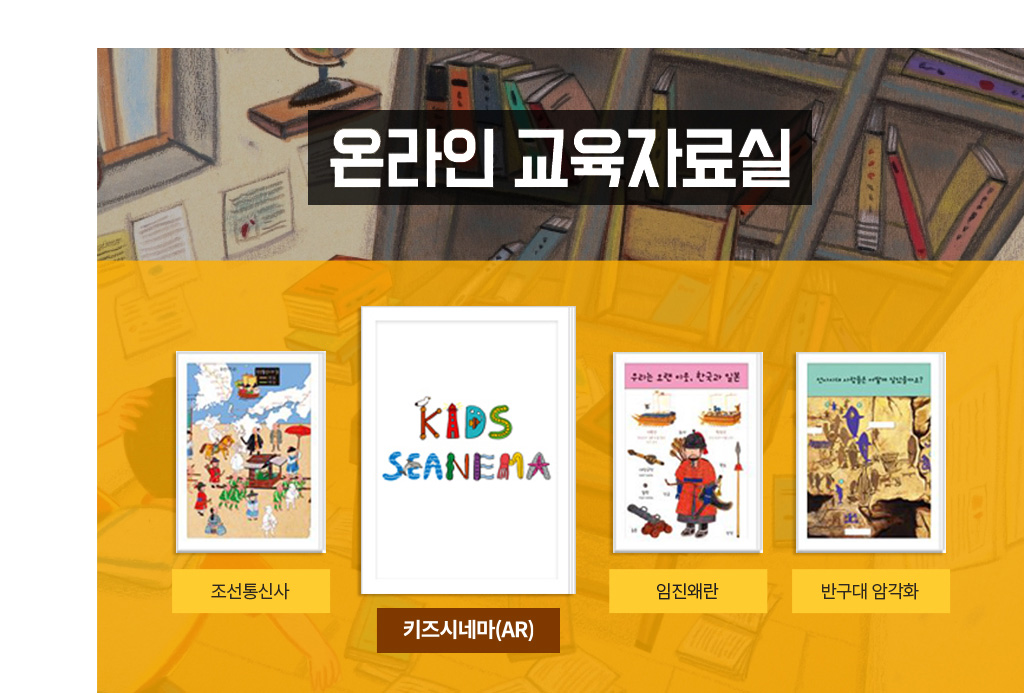 온라인 교육자료실
KIDS
SEANEMA
우리는 오랜 이웃, 한국과 일본
조선통신사
키즈시네마(AR)
임진왜란
반구대 암각화